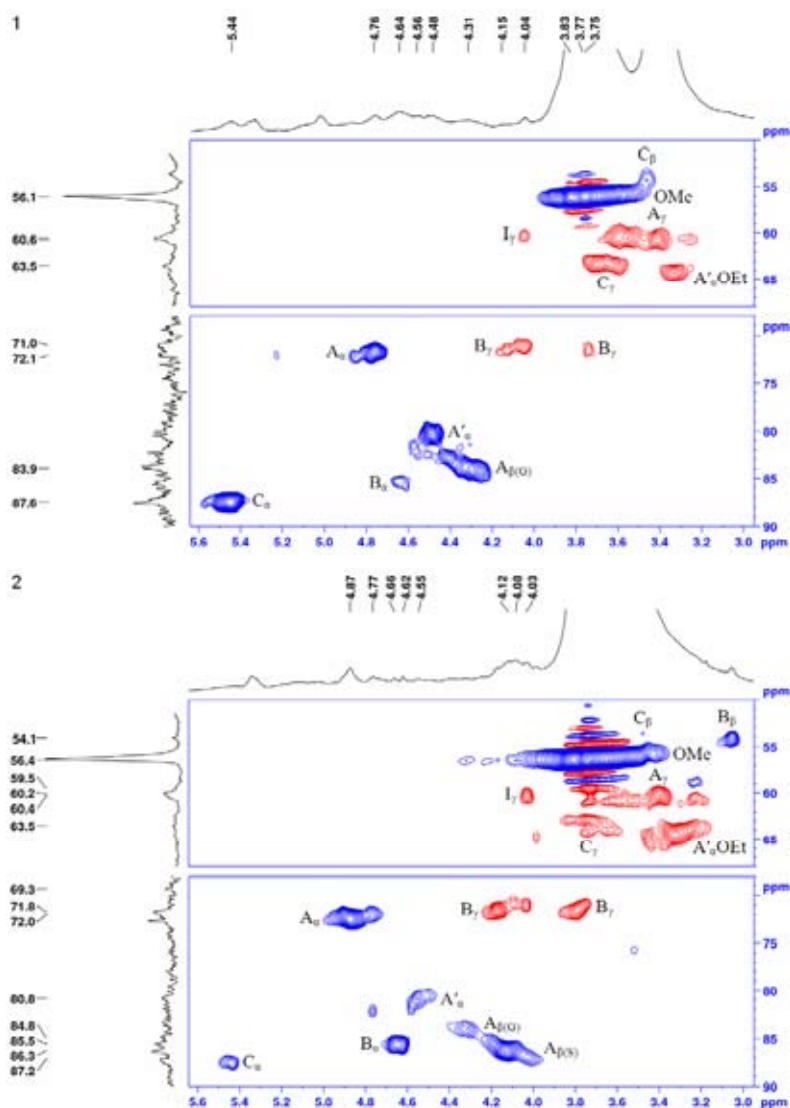 1
5.44 4.76 4.64 4.56 4.48 4.31 4.15 4.04 3.83 3.77 3.75
ppm
Cβ
56.1 55
OMe
Aγ
60.6 Iγ 60
63.5
Cγ A'αOEt 65
71.0
72.1 Aα Bγ Bγ
75
A'α 80
83.9 Aβ(G)
Bα 85
87.6 Cα
90
5.6 5.4 5.2 5.0 4.8 4.6 4.4 4.2 4.0 3.8 3.6 3.4 3.2 3.0 ppm
2
4.87 4.77 4.66 4.62 4.55 4.12 4.08 4.03
ppm
54.1 Cβ Bβ
56.4 OMe 55
59.5 Aγ
60.2 Iγ 60
60.4
63.5
Cγ A'αOEt 65
69.3
71.8 Aα Bγ Bγ
72.0
75
80.8 A'α 80
84.8 Aβ(G)
85.5 Bα Aβ(S) 85
86.3
87.2 Cα
90
5.6 5.4 5.2 5.0 4.8 4.6 4.4 4.2 4.0 3.8 3.6 3.4 3.2 3.0 ppm